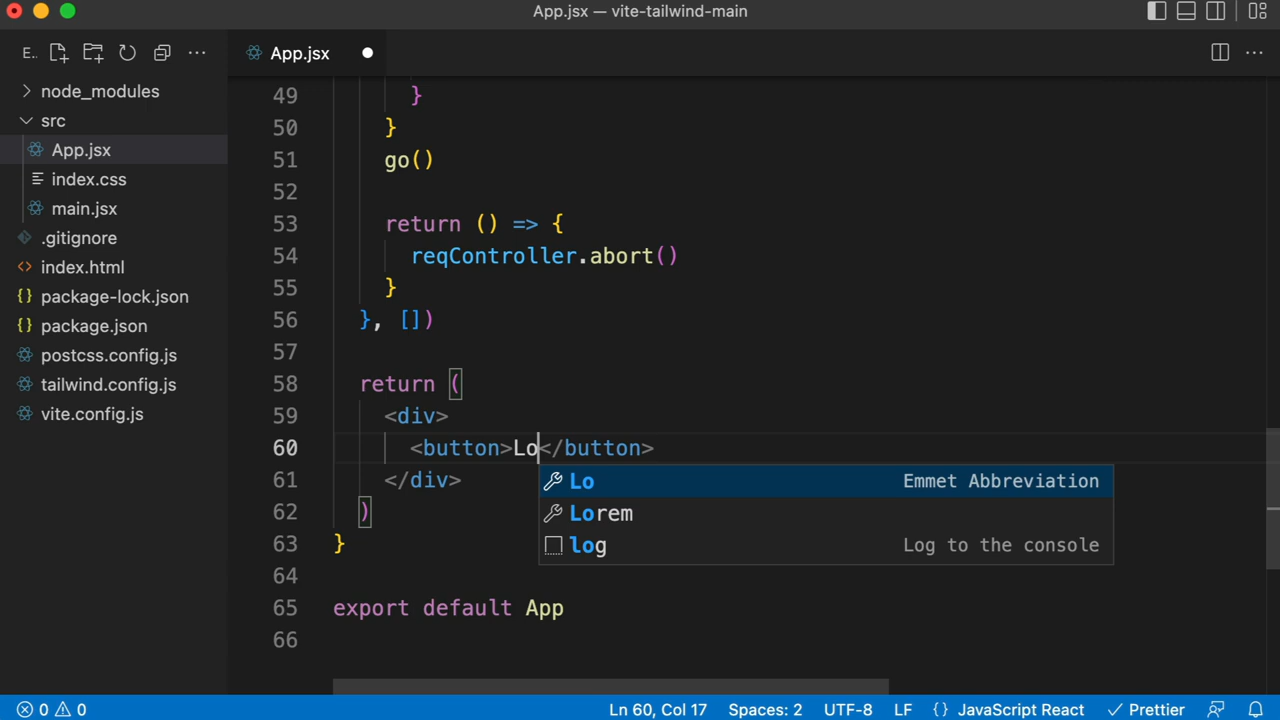 App.jsx — vite-tailwind-main
E..
App.jsx
node_modules
src
App.jsx
index.css
main.jsx
.gitignore
index.html
package-lock.json
package.json
postcss.config.js
tailwind.config.js
vite.config.js
49 }
50 }
51 go()
52
53 return () => {
54 reqController.abort()
55 }
56 }, [])
57
58 return (
59 <div>
60 <button>Lo</button>
61 </div>
62 )
63 }
64
65 export default App
66
Lo Emmet Abbreviation
Lorem
log Log to the console
0 0 Ln 60, Col 17 Spaces: 2 UTF-8 LF {} JavaScript React Prettier